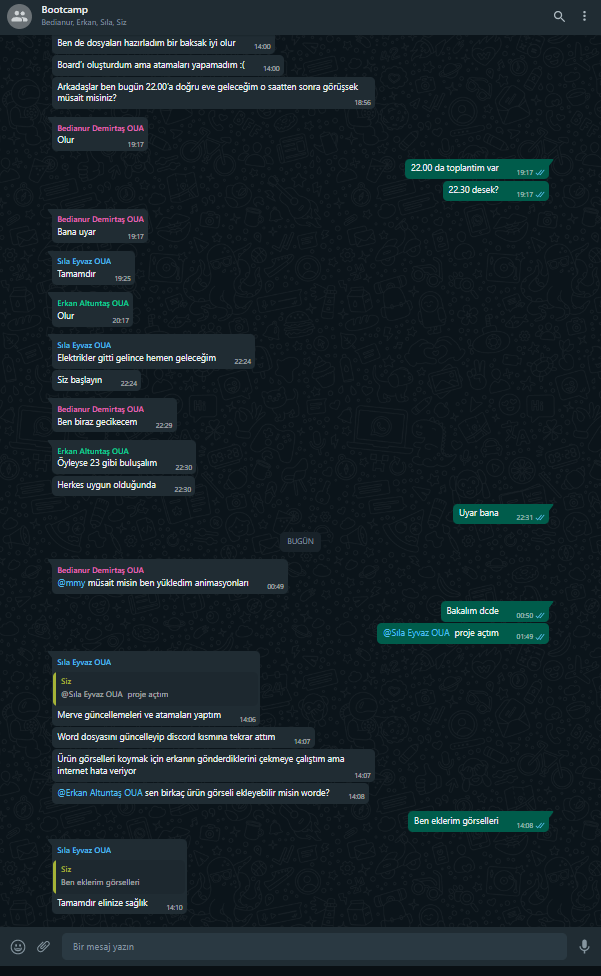 Bootcamp
Bedianur, Erkan, Sıla, Siz
Ben de dosyaları hazırladım bir baksak iyi olur
14:00
Board'ı oluşturdum ama atamaları yapamadım :(
14:00
Arkadaşlar ben bugün 22.00'a doğru eve geleceğim o saatten sonra görüşsek
müsait misiniz?
18:56
Bedianur Demirtaş OUA
Olur
19:17
22.00 da toplantim var
19:17
22.30 desek?
19:17
Bedianur Demirtaş OUA
Bana uyar
19:17
Sıla Eyvaz OUA
Tamamdır
19:25
Erkan Altuntaş OUA
Olur
20:17
Sıla Eyvaz OUA
Elektrikler gitti gelince hemen geleceğim
22:24
Siz başlayın
22:24
Bedianur Demirtaş OUA
Ben biraz gecikecem
22:29
Erkan Altuntaş OUA
Öyleyse 23 gibi buluşalım
22:30
Herkes uygun olduğunda
22:30
Uyar bana
22:31
BUGÜN
Bedianur Demirtaş OUA
@mmy müsait misin ben yükledim animasyonları
00:49
Bakalım dcde
00:50
@Sıla Eyvaz OUA proje açtım
01:49
Sıla Eyvaz OUA
Siz
@Sıla Eyvaz OUA proje açtım
Merve güncellemeleri ve atamaları yaptım
14:06
Word dosyasını güncelleyip discord kısmına tekrar attım
14:07
Ürün görselleri koymak için erkanın gönderdiklerini çekmeye çalıştım ama
internet hata veriyor
14:07
@Erkan Altuntaş OUA sen birkaç ürün görseli ekleyebilir misin worde?
14:08
Ben eklerim görselleri
14:08
Sıla Eyvaz OUA
Siz
Ben eklerim görselleri
Tamamdır elinize sağlık
14:10
Bir mesaj yazın